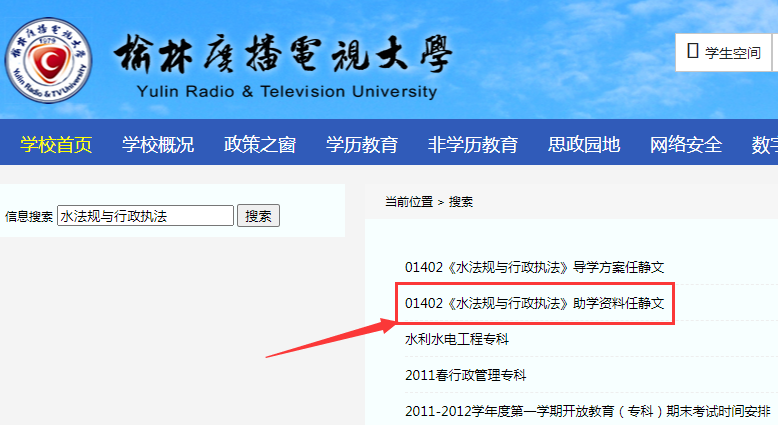 榆林廣播電視大學
Yulin Radio & Television University
学生空间
学校首页 学校概况 政策之窗 学历教育 非学历教育 思政园地 网络安全 数字
信息搜索 水法规与行政执法 搜索
当前位置 > 搜索
01402《水法规与行政执法》导学方案任静文
01402《水法规与行政执法》助学资料任静文
水利水电工程专科
2011春行政管理专科
2011-2012学年度第一学期开放教育（专科）期末考试时间安排